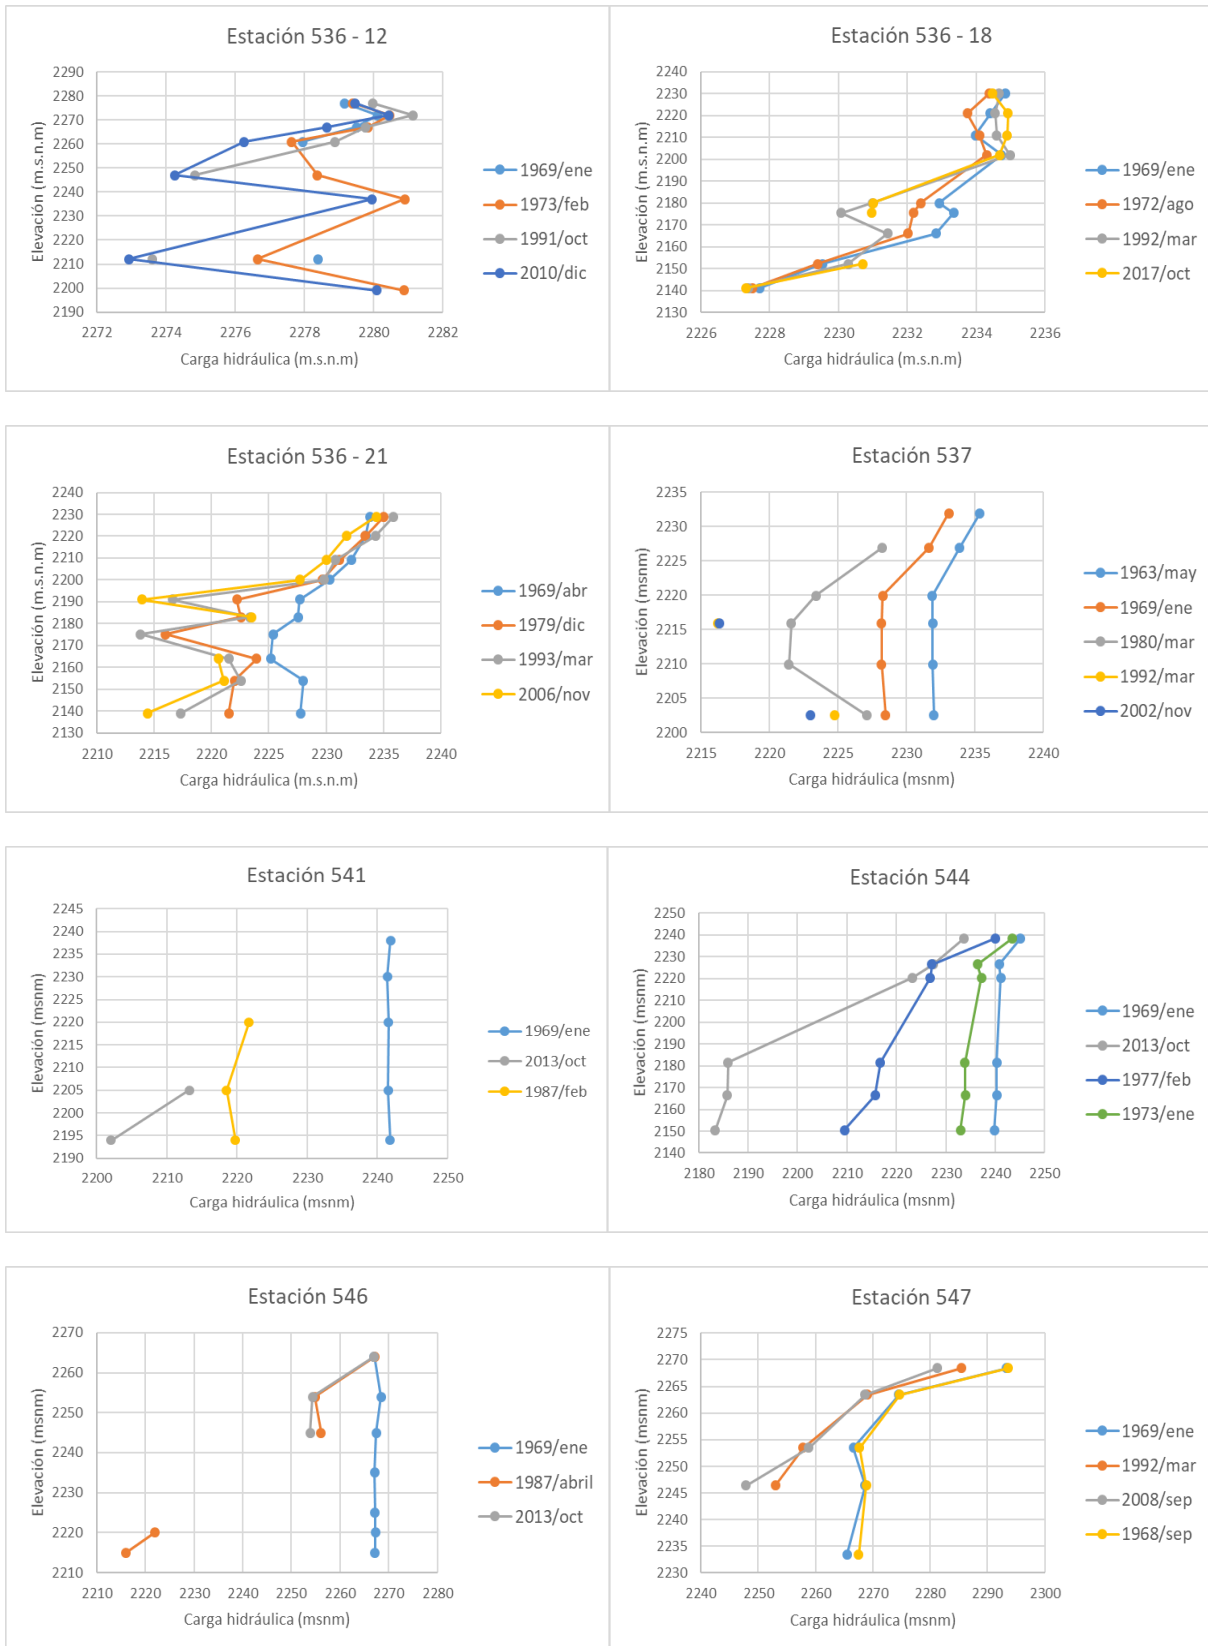 Estación 536 - 12
Elevación (m.s.n.m)
2290
2280
2270
2260
2250
2240
2230
2220
2210
2200
2190
2272 2274 2276 2278 2280 2282
Carga hidráulica (m.s.n.m)
1969/ene
1973/feb
1991/oct
2010/dic
Estación 536 - 18
Elevación (m.s.n.m)
2240
2230
2220
2210
2200
2190
2180
2170
2160
2150
2140
2130
2226 2228 2230 2232 2234 2236
Carga hidráulica (m.s.n.m)
1969/ene
1972/ago
1992/mar
2017/oct
Estación 536 - 21
Elevación (m.s.n.m)
2240
2230
2220
2210
2200
2190
2180
2170
2160
2150
2140
2130
2210 2215 2220 2225 2230 2235 2240
Carga hidráulica (m.s.n.m)
1969/abr
1979/dic
1993/mar
2006/nov
Estación 537
Elevación (msnm)
2235
2230
2225
2220
2215
2210
2205
2200
2215 2220 2225 2230 2235 2240
Carga hidráulica (msnm)
1963/may
1969/ene
1980/mar
1992/mar
2002/nov
Estación 541
Elevación (msnm)
2245
2240
2235
2230
2225
2220
2215
2210
2205
2200
2195
2190
2200 2210 2220 2230 2240 2250
Carga hidráulica (msnm)
1969/ene
2013/oct
1987/feb
Estación 544
Elevación (msnm)
2250
2240
2230
2220
2210
2200
2190
2180
2170
2160
2150
2140
2180 2190 2200 2210 2220 2230 2240 2250
Carga hidráulica (msnm)
1969/ene
2013/oct
1977/feb
1973/ene
Estación 546
Elevación (msnm)
2270
2260
2250
2240
2230
2220
2210
2210 2220 2230 2240 2250 2260 2270 2280
Carga hidráulica (msnm)
1969/ene
1987/abril
2013/oct
Estación 547
Elevación (msnm)
2275
2270
2265
2260
2255
2250
2245
2240
2235
2230
2240 2250 2260 2270 2280 2290 2300
Carga hidráulica (msnm)
1969/ene
1992/mar
2008/sep
1968/sep